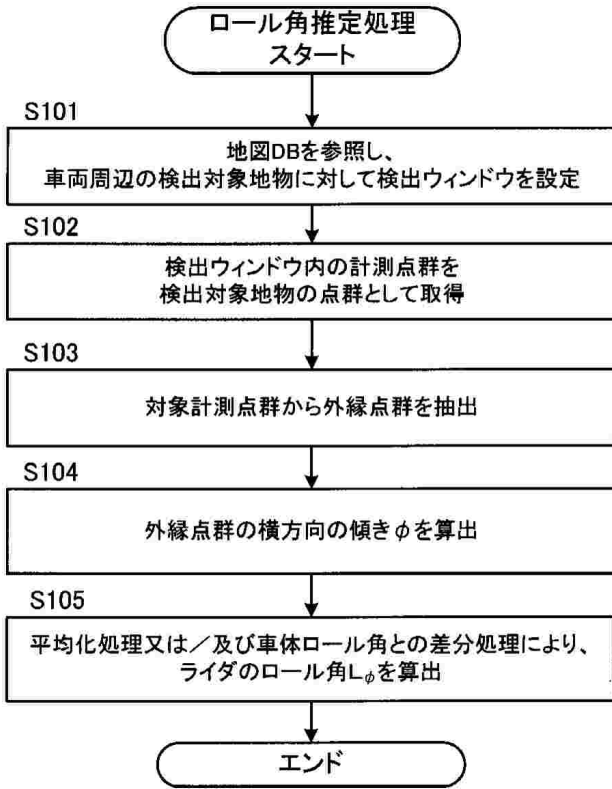 ロール角推定処理
スタート
S101
地図DBを参照し、
車両周辺の検出対象地物に対して検出ウィンドウを設定
S102
検出ウィンドウ内の計測点群を
検出対象地物の点群として取得
S103
対象計測点群から外縁点群を抽出
S104
外縁点群の横方向の傾きφを算出
S105
平均化処理又は／及び車体ロール角との差分処理により、
ライダのロール角Lφを算出
エンド